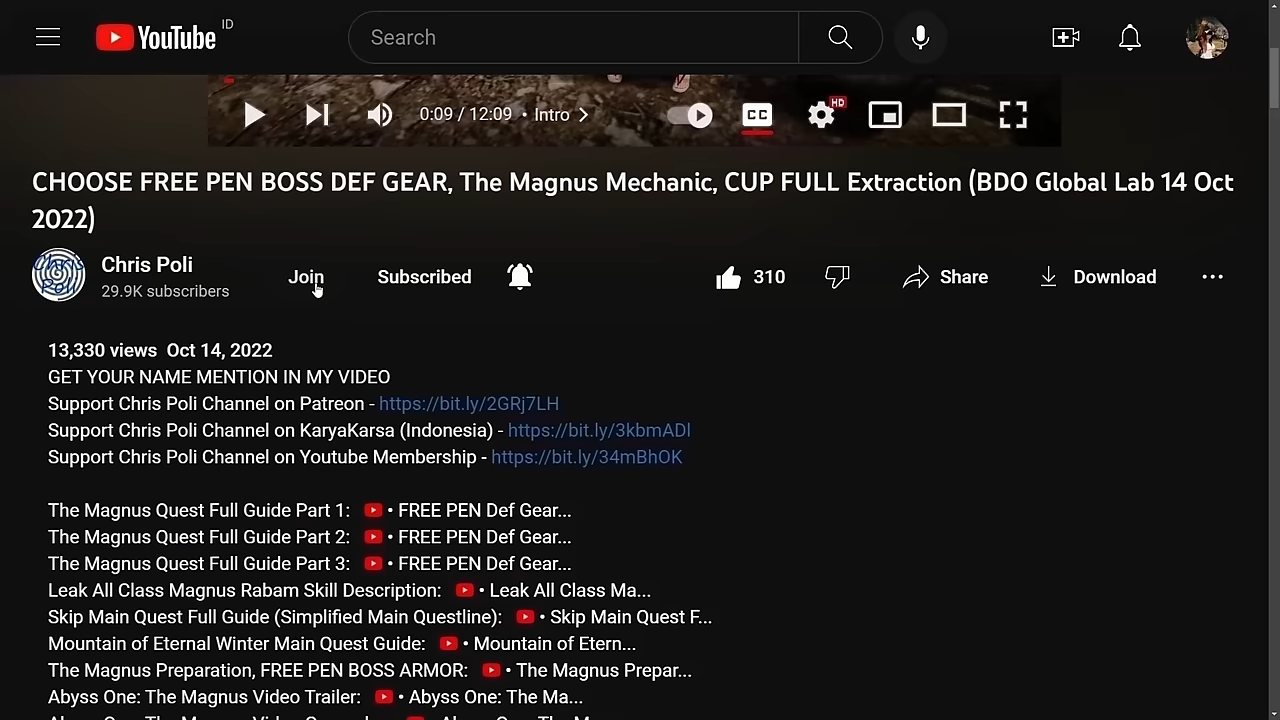 YouTube ID
Search
0:09 / 12:09 • Intro
CC
HD
CHOOSE FREE PEN BOSS DEF GEAR, The Magnus Mechanic, CUP FULL Extraction (BDO Global Lab 14 Oct
2022)
Chris Poli
29.9K subscribers
Join
Subscribed
310
Share
Download
13,330 views Oct 14, 2022
GET YOUR NAME MENTION IN MY VIDEO
Support Chris Poli Channel on Patreon - https://bit.ly/2GRj7LH
Support Chris Poli Channel on KaryaKarsa (Indonesia) - https://bit.ly/3kbmADl
Support Chris Poli Channel on Youtube Membership - https://bit.ly/34mBhOK
The Magnus Quest Full Guide Part 1: • FREE PEN Def Gear...
The Magnus Quest Full Guide Part 2: • FREE PEN Def Gear...
The Magnus Quest Full Guide Part 3: • FREE PEN Def Gear...
Leak All Class Magnus Rabam Skill Description: • Leak All Class Ma...
Skip Main Quest Full Guide (Simplified Main Questline): • Skip Main Quest F...
Mountain of Eternal Winter Main Quest Guide: • Mountain of Etern...
The Magnus Preparation, FREE PEN BOSS ARMOR: • The Magnus Prepar...
Abyss One: The Magnus Video Trailer: • Abyss One: The Ma...